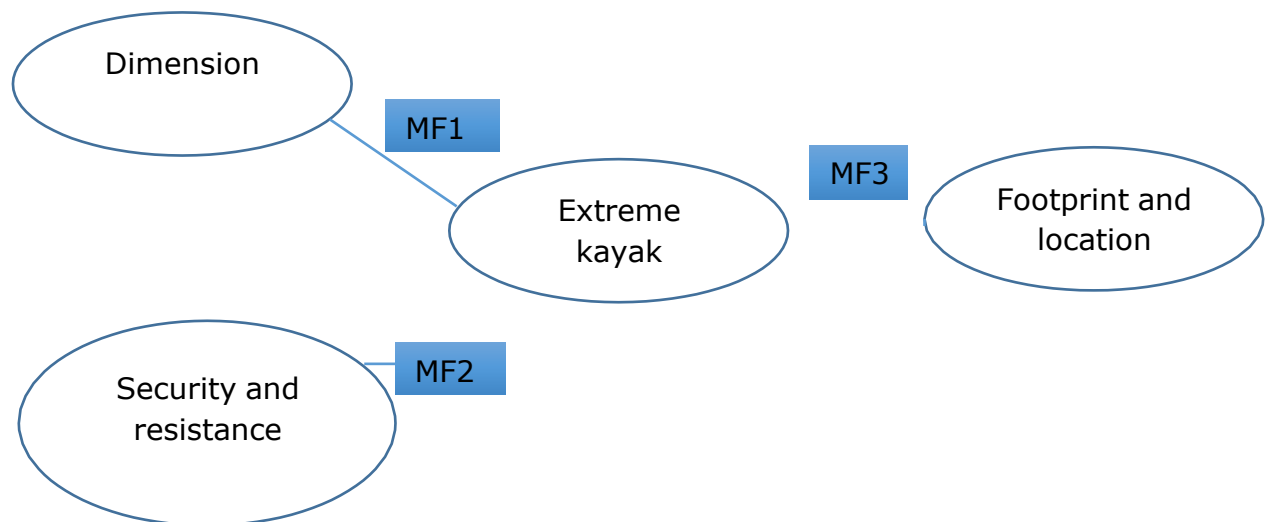 Dimension
MF1
Extreme
kayak
MF3
Footprint and
location
Security and
resistance
MF2